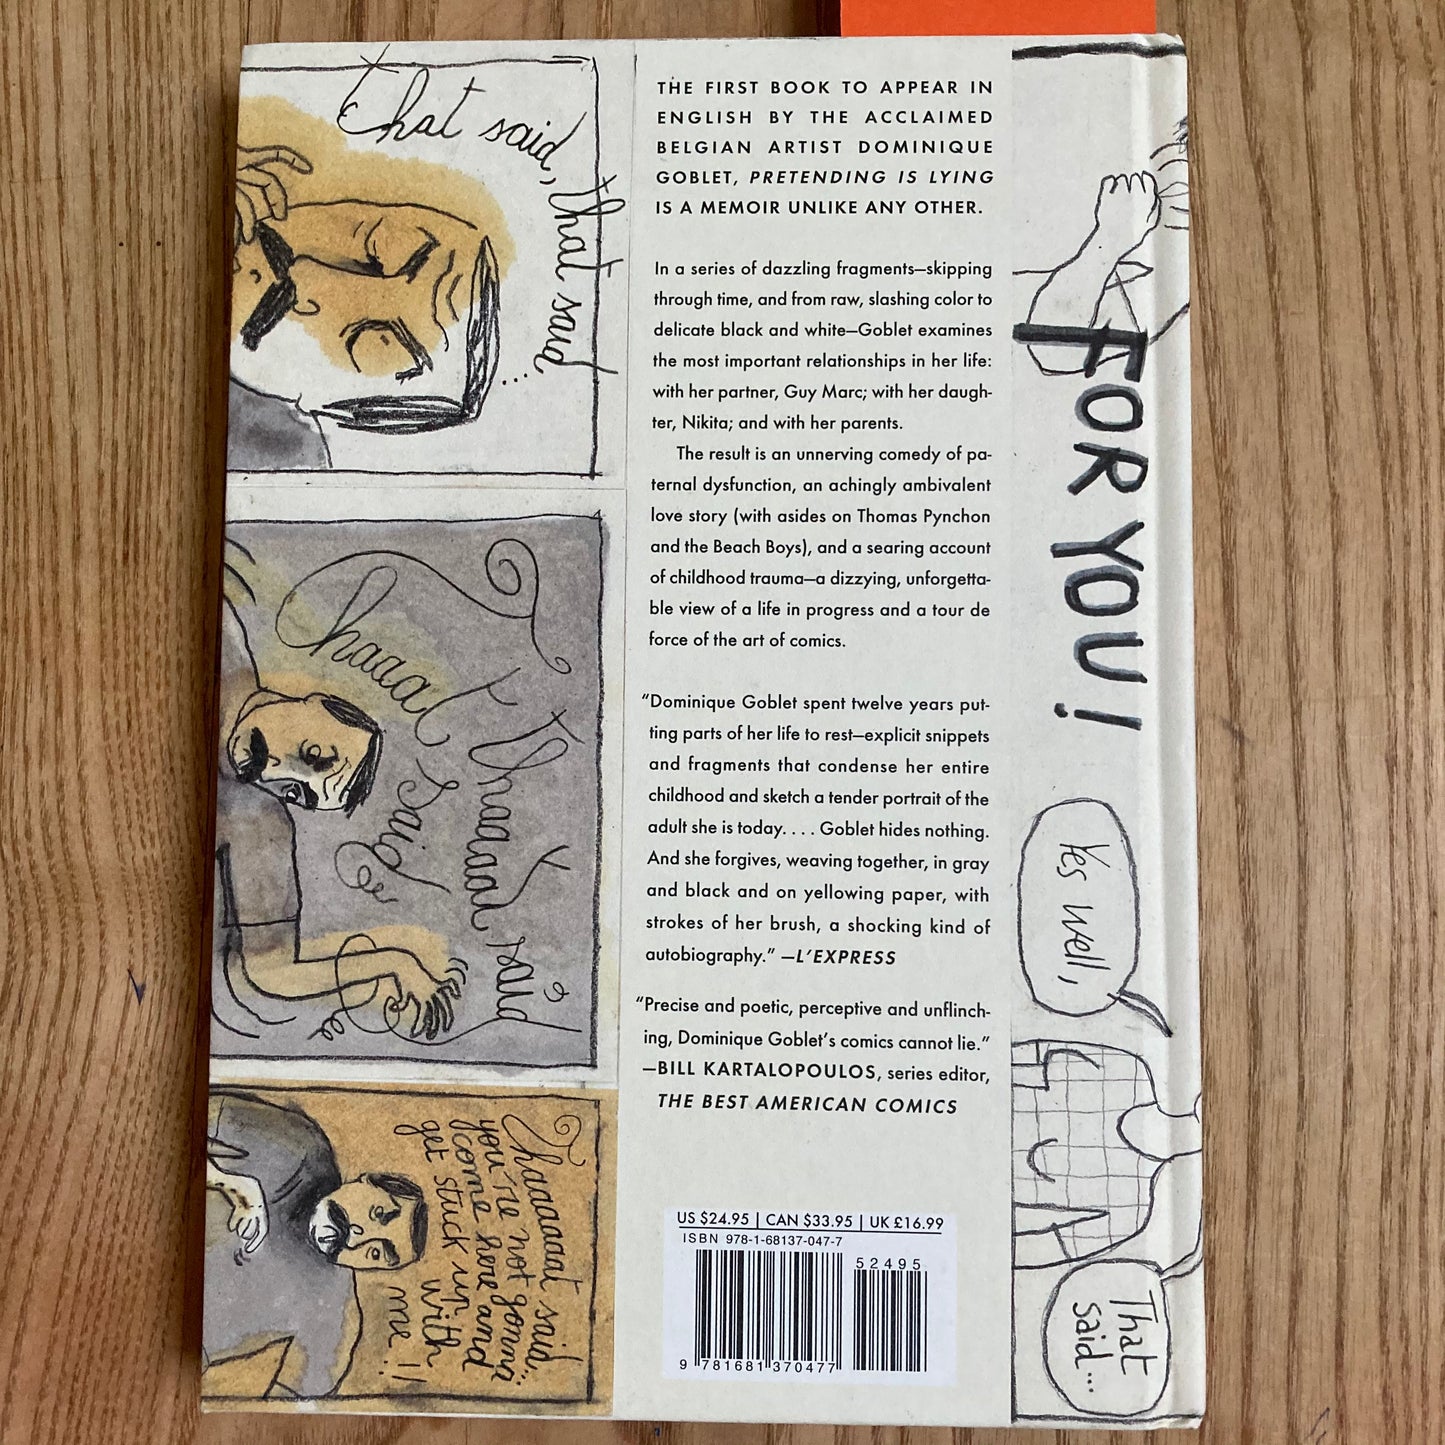 That said, that said...
Thaaat said
Thaaat said
Thaaaaaat said...
you're not gonna
come here and
get stuck up
with
me!!
THE FIRST BOOK TO APPEAR IN
ENGLISH BY THE ACCLAIMED
BELGIAN ARTIST DOMINIQUE
GOBLET, PRETENDING IS LYING
IS A MEMOIR UNLIKE ANY OTHER.
In a series of dazzling fragments—skipping
through time, and from raw, slashing color to
delicate black and white—Goblet examines
the most important relationships in her life:
with her partner, Guy Marc; with her daugh-
ter, Nikita; and with her parents.
The result is an unnerving comedy of pa-
ternal dysfunction, an achingly ambivalent
love story (with asides on Thomas Pynchon
and the Beach Boys), and a searing account
of childhood trauma—a dizzying, unforgetta-
ble view of a life in progress and a tour de
force of the art of comics.
“Dominique Goblet spent twelve years put-
ting parts of her life to rest—explicit snippets
and fragments that condense her entire
childhood and sketch a tender portrait of the
adult she is today. . . . Goblet hides nothing.
And she forgives, weaving together, in gray
and black and on yellowing paper, with
strokes of her brush, a shocking kind of
autobiography.” —L’EXPRESS
“Precise and poetic, perceptive and unflinch-
ing, Dominique Goblet’s comics cannot lie.”
—BILL KARTALOPOULOS, series editor,
THE BEST AMERICAN COMICS
US $24.95 | CAN $33.95 | UK £16.99
ISBN 978-1-68137-047-7
52495
9 781681 370477
FOR YOU!
Yes well,
That
said...